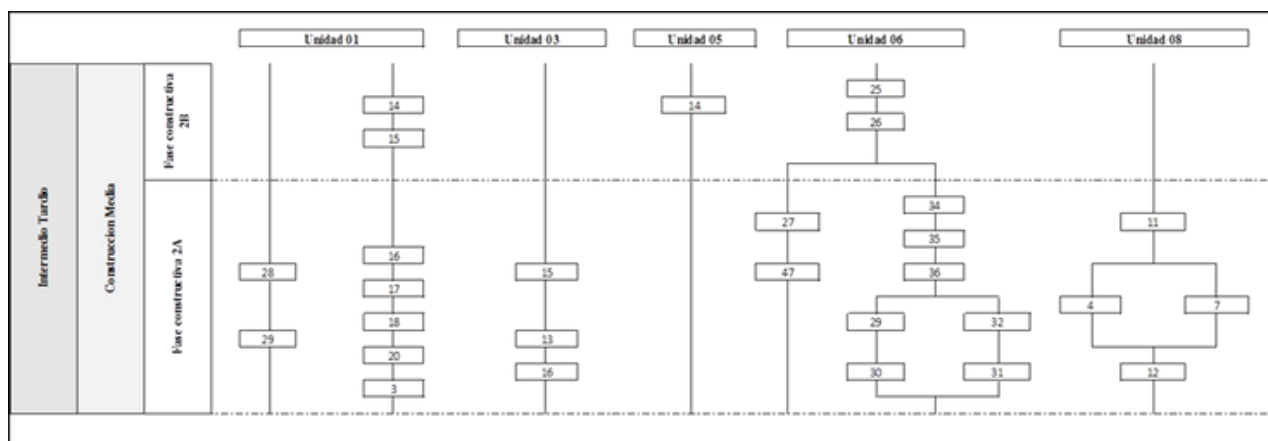 Unidad 01
Unidad 03
Unidad 05
Unidad 06
Unidad 08
Intermedio Tardio
Construccion Media
Fase constructiva
2B
25
14
14
26
15
Fase constructiva 2A
34
27
11
35
16
28
15
47
36
17
4
7
18
29
32
29
13
20
16
30
31
12
3